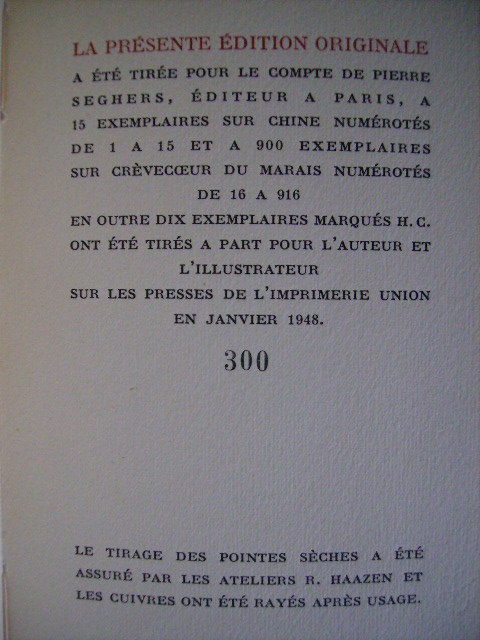 LA PRÉSENTE ÉDITION ORIGINALE
A ÉTÉ TIRÉE POUR LE COMPTE DE PIERRE
SEGHERS, ÉDITEUR A PARIS, A
15 EXEMPLAIRES SUR CHINE NUMÉROTÉS
DE 1 A 15 ET A 900 EXEMPLAIRES
SUR CRÈVECŒUR DU MARAIS NUMÉROTÉS
DE 16 A 916
EN OUTRE DIX EXEMPLAIRES MARQUÉS H. C.
ONT ÉTÉ TIRÉS A PART POUR L'AUTEUR ET
L'ILLUSTRATEUR
SUR LES PRESSES DE L'IMPRIMERIE UNION
EN JANVIER 1948.
300
LE TIRAGE DES POINTES SÈCHES A ÉTÉ
ASSURÉ PAR LES ATELIERS R. HAAZEN ET
LES CUIVRES ONT ÉTÉ RAYÉS APRÈS USAGE.